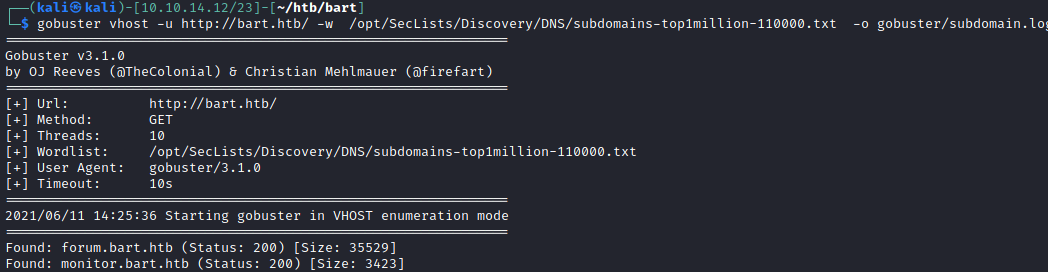 ┌──(kali㉿kali)-[10.10.14.12/23]-[~/htb/bart]
└─$ gobuster vhost -u http://bart.htb/ -w  /opt/SecLists/Discovery/DNS/subdomains-top1million-110000.txt  -o gobuster/subdomain.log
===============================================================
Gobuster v3.1.0
by OJ Reeves (@TheColonial) & Christian Mehlmauer (@firefart)
===============================================================
[+] Url:          http://bart.htb/
[+] Method:       GET
[+] Threads:      10
[+] Wordlist:     /opt/SecLists/Discovery/DNS/subdomains-top1million-110000.txt
[+] User Agent:   gobuster/3.1.0
[+] Timeout:      10s
===============================================================
2021/06/11 14:25:36 Starting gobuster in VHOST enumeration mode
===============================================================
Found: forum.bart.htb (Status: 200) [Size: 35529]
Found: monitor.bart.htb (Status: 200) [Size: 3423]